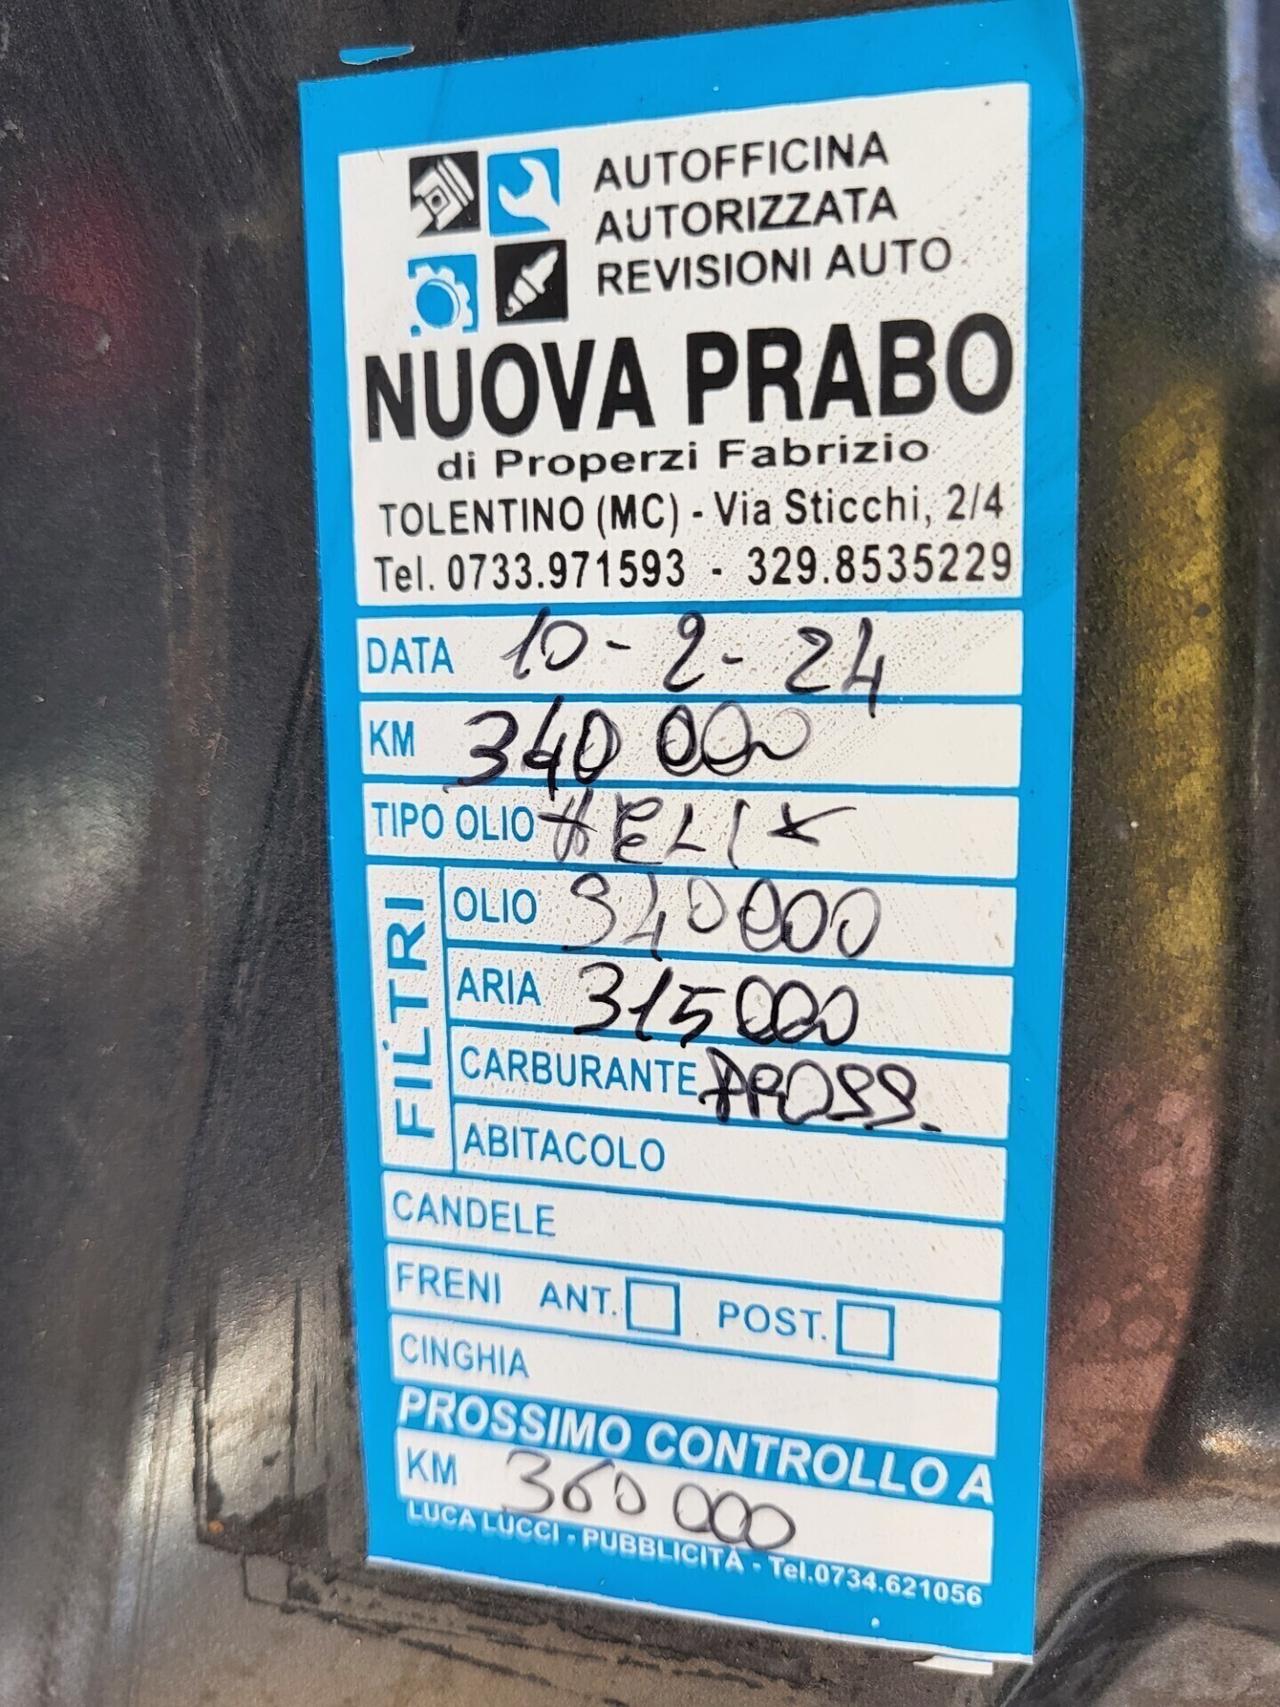 AUTOFFICINA
AUTORIZZATA
REVISIONI AUTO
NUOVA PRABO
di Properzi Fabrizio
TOLENTINO (MC) - Via Sticchi, 2/4
Tel. 0733.971593 - 329.8535229
DATA 10-2-24
KM 340 000
TIPO OLIO HELIX
FILTRI
OLIO 340000
ARIA 315000
CARBURANTE PROSS.
ABITACOLO
CANDELE
FRENI ANT. POST.
CINGHIA
PROSSIMO CONTROLLO A
KM 360 000
LUCA LUCCI - PUBBLICITÀ - Tel.0734.621056